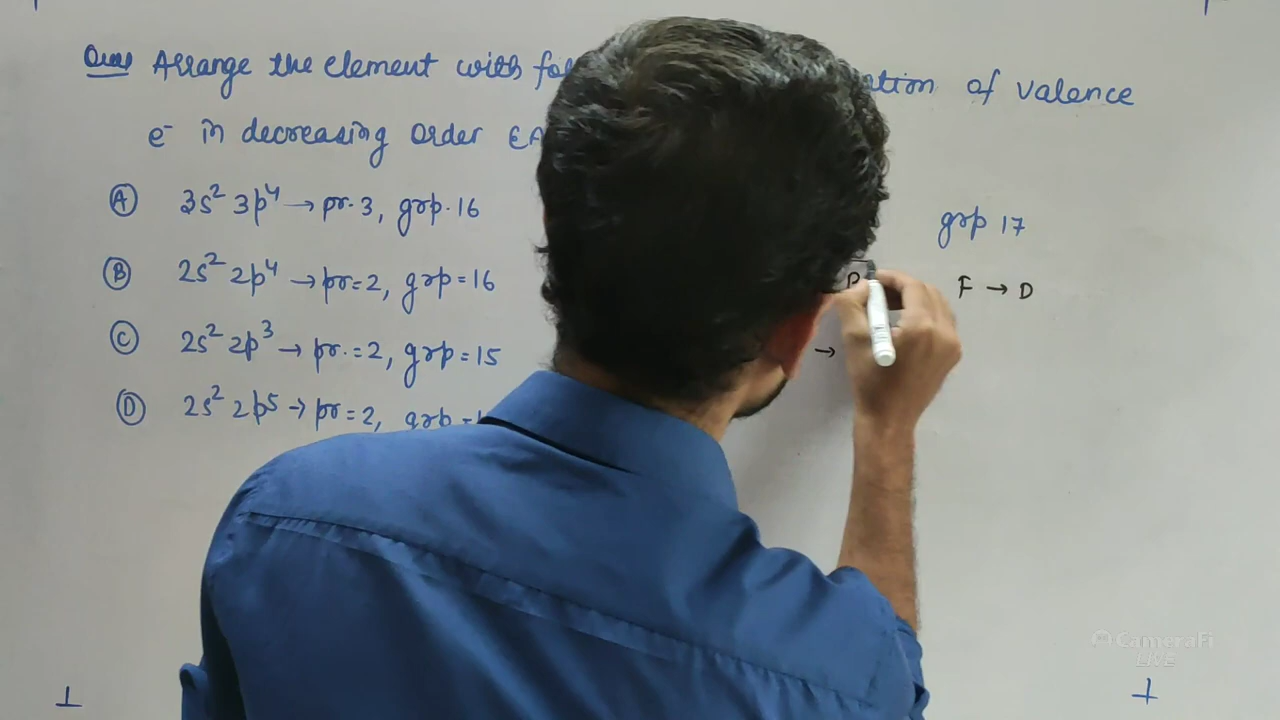 Ques Arrange the element with fo of valence
e⁻ in decreasing order EA
Ⓐ 3s² 3p⁴ → pr. 3, grp. 16
grp 17
Ⓑ 2s² 2p⁴ → pr = 2, grp = 16
P F → D
Ⓒ 2s² 2p³ → pr. = 2, grp = 15
→
Ⓓ 2s² 2p⁵ → pr = 2, grp =
CameraFi
LIVE